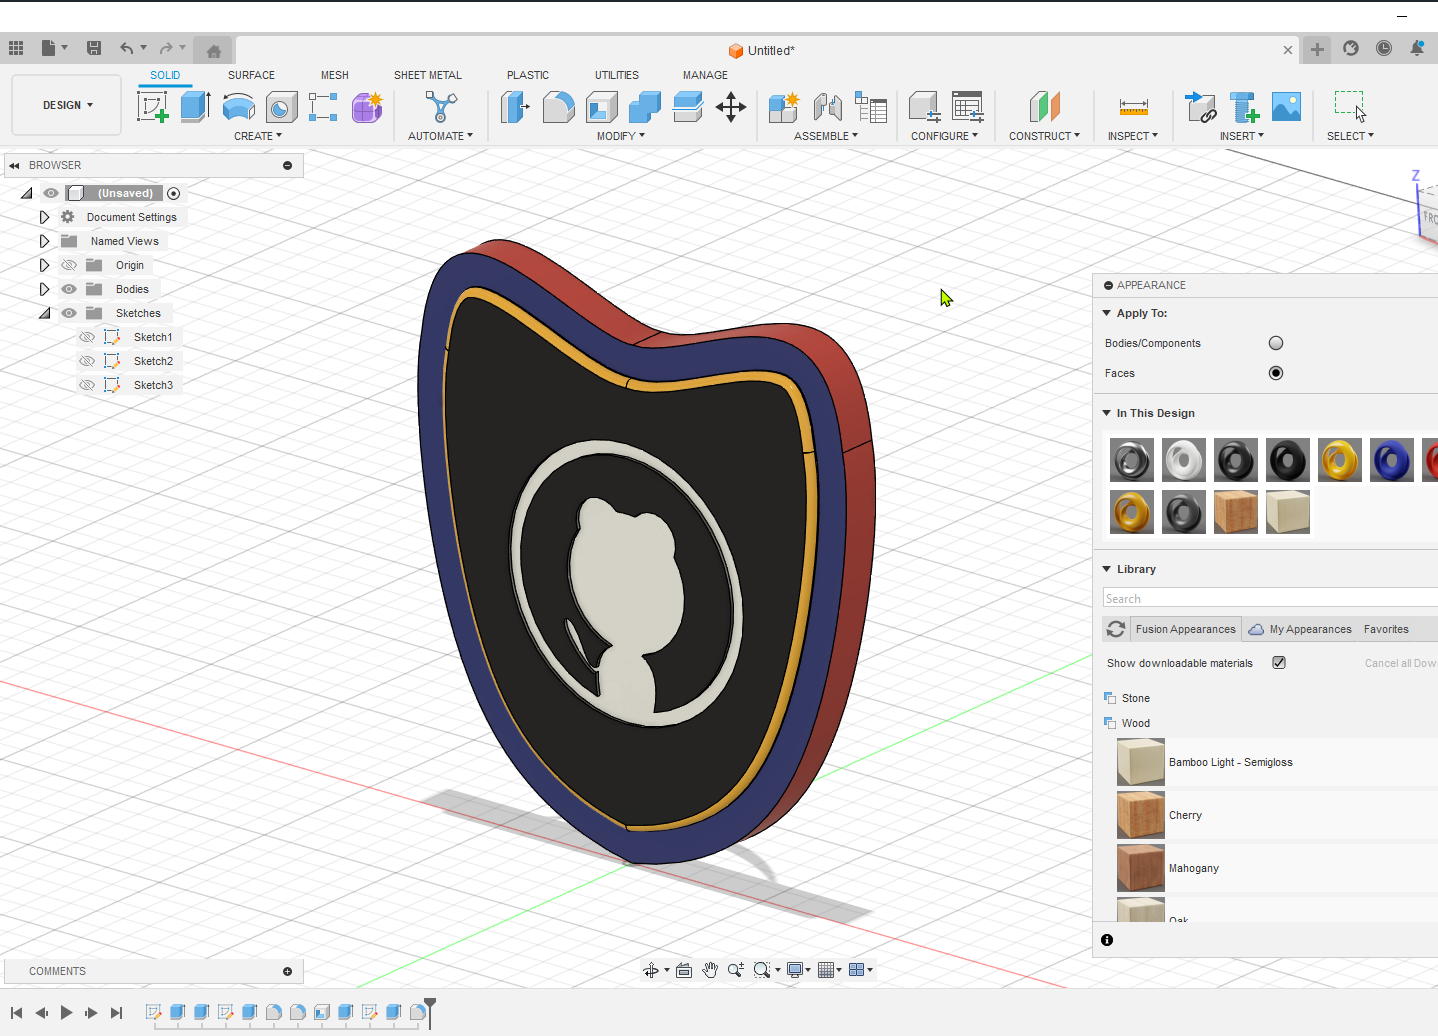 Untitled*
SOLID SURFACE MESH SHEET METAL PLASTIC UTILITIES MANAGE
DESIGN
CREATE AUTOMATE MODIFY ASSEMBLE CONFIGURE CONSTRUCT INSPECT INSERT SELECT
BROWSER
(Unsaved)
Document Settings
Named Views
Origin
Bodies
Sketches
Sketch1
Sketch2
Sketch3
Z
FRO
APPEARANCE
Apply To:
Bodies/Components
Faces
In This Design
Library
Search
Fusion Appearances My Appearances Favorites
Show downloadable materials Cancel all Dow
Stone
Wood
Bamboo Light - Semigloss
Cherry
Mahogany
Oak
COMMENTS